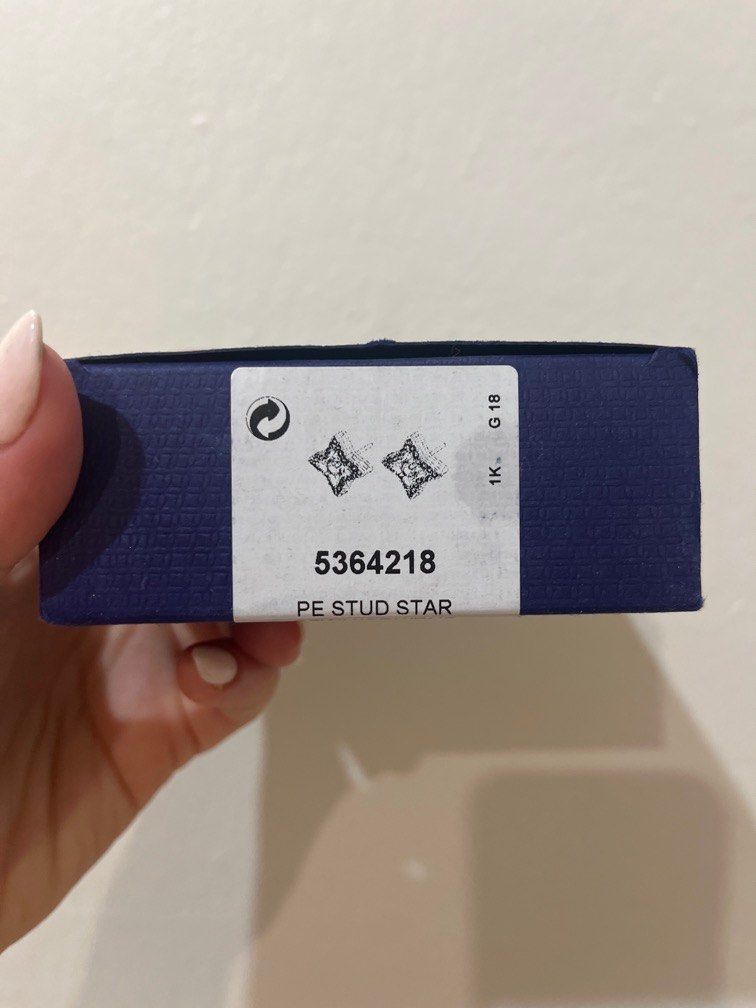 G 18
1K
5364218
PE STUD STAR